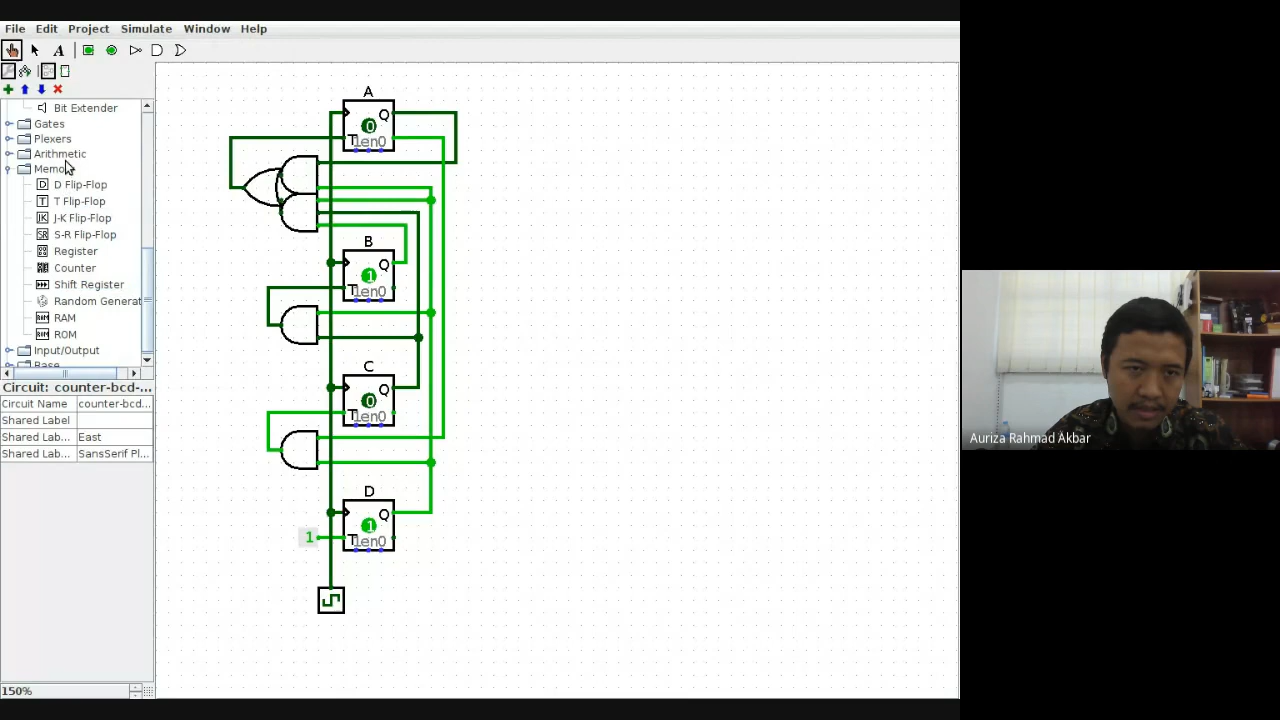 File Edit Project Simulate Window Help
A
Bit Extender
Gates
Plexers
Arithmetic
Memo
D Flip-Flop
T Flip-Flop
J-K Flip-Flop
S-R Flip-Flop
Register
Counter
Shift Register
Random Generat
RAM
ROM
Input/Output
Base
Circuit: counter-bcd-...
Circuit Name counter-bcd...
Shared Label
Shared Lab... East
Shared Lab... SansSerif Pl...
150%
A
Q
0
T 1en0
B
Q
1
T 1en0
C
Q
0
T 1en0
D
Q
1
1 T 1en0
Auriza Rahmad Akbar